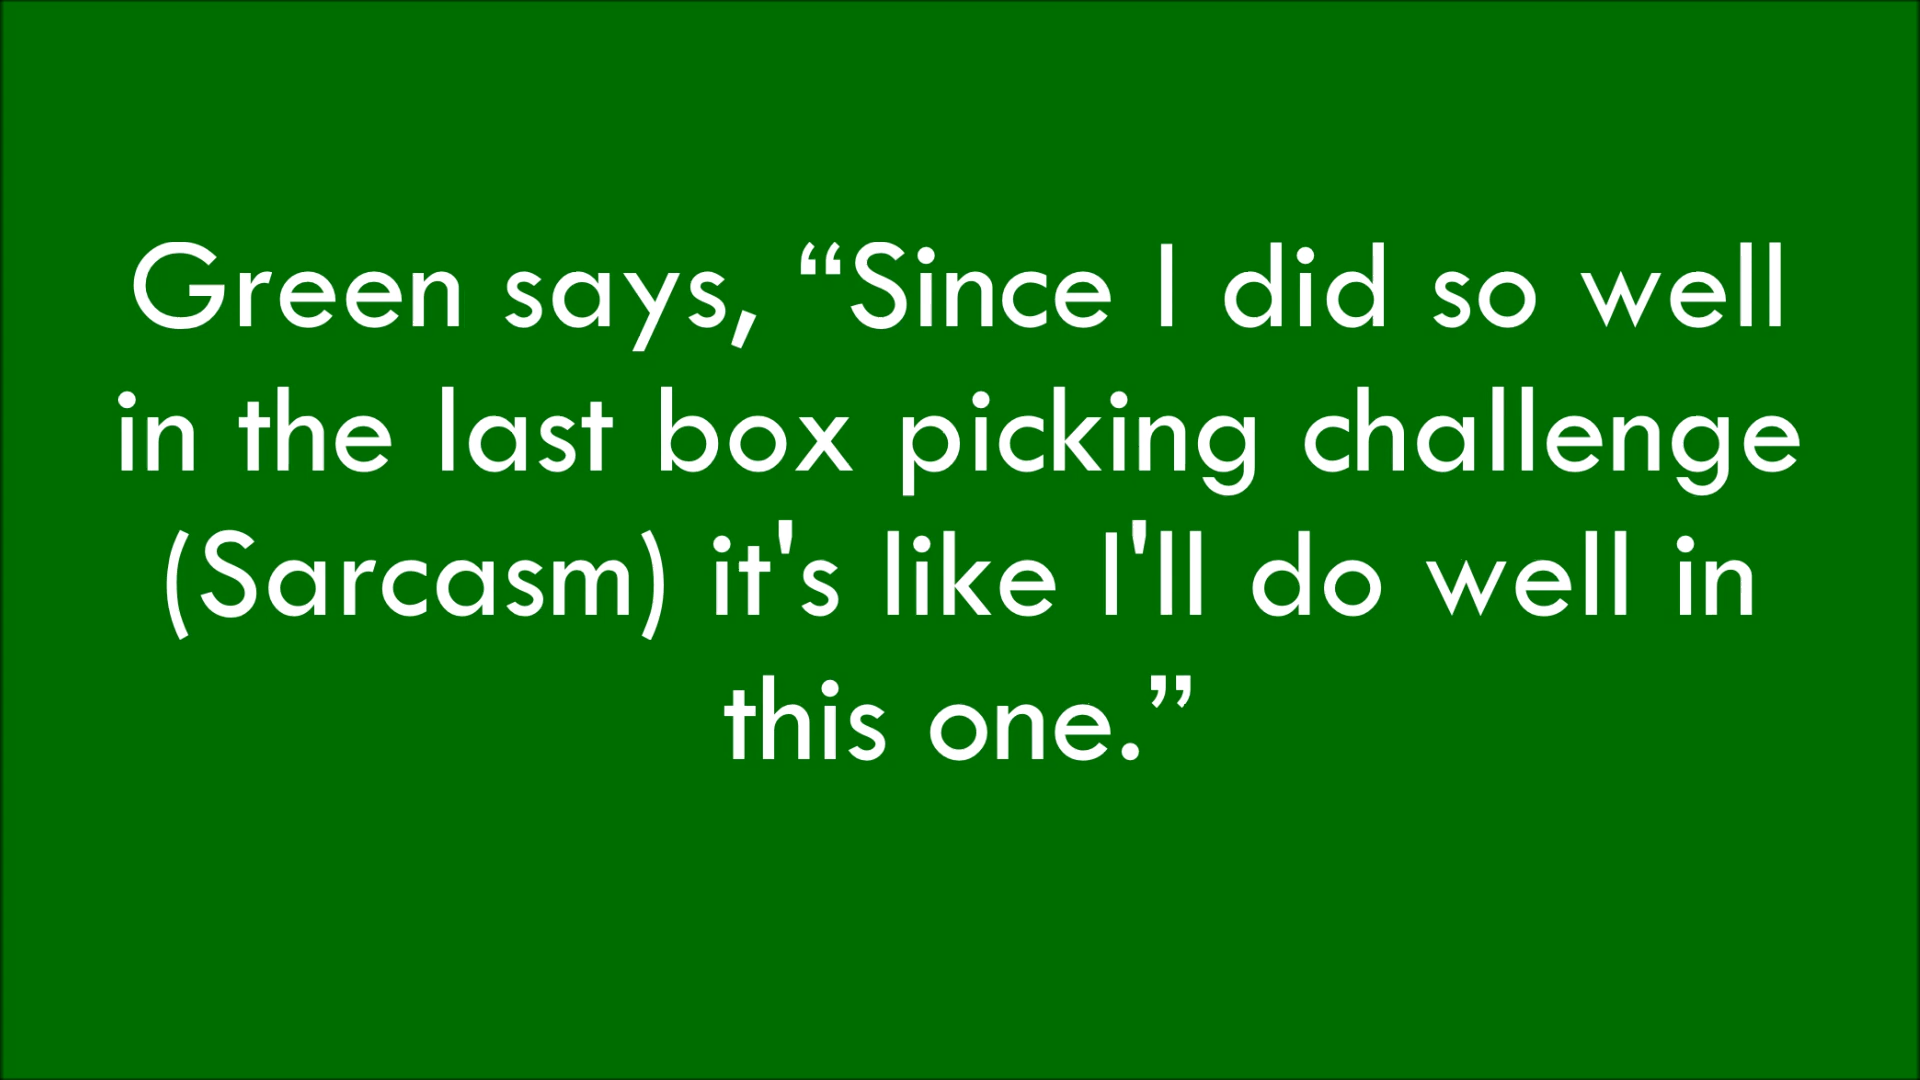 Green says, “Since I did so well
in the last box picking challenge
(Sarcasm) it's like I'll do well in
this one.”